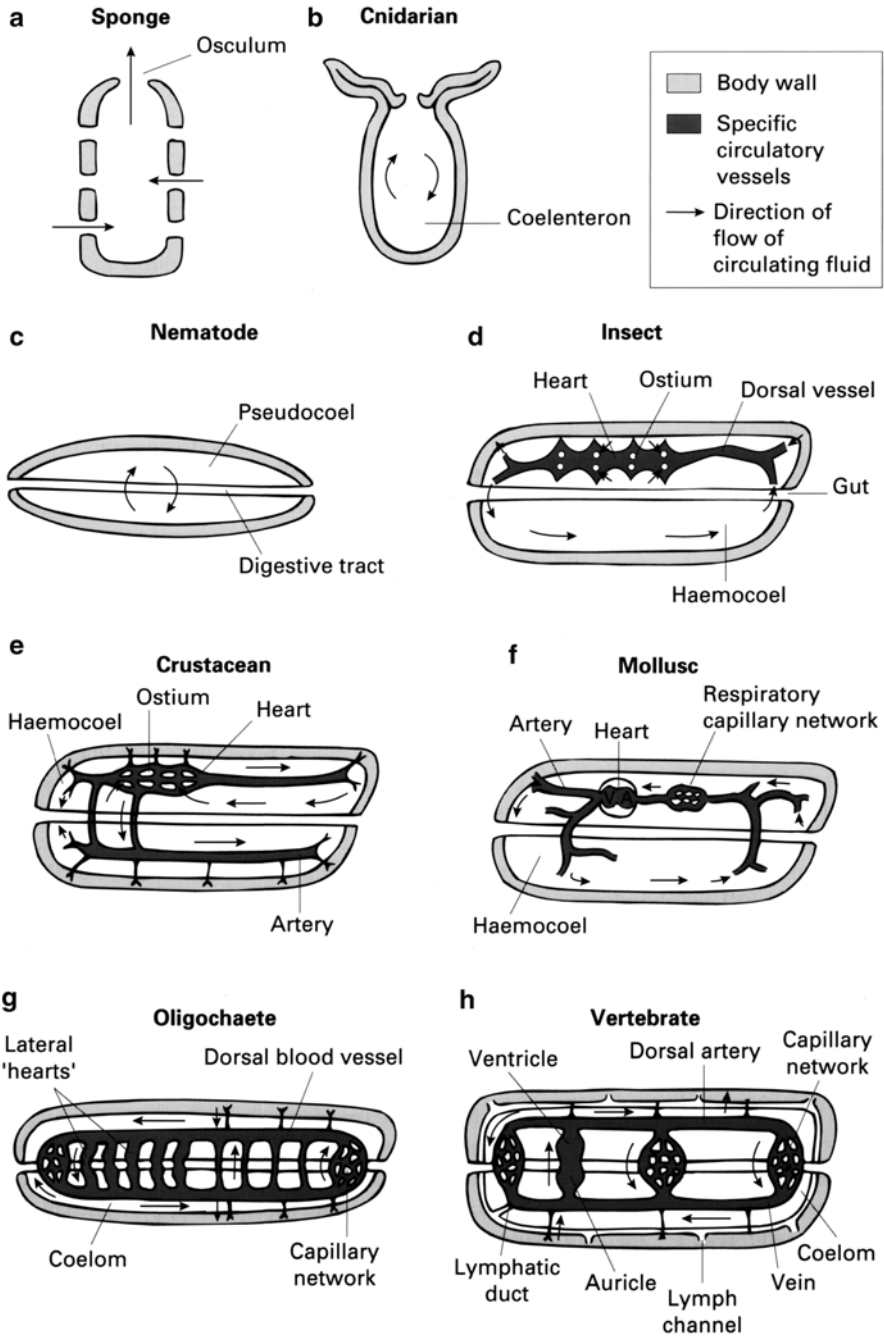 a
Sponge
Osculum
b
Cnidarian
Coelenteron
Body wall
Specific
circulatory
vessels
Direction of
flow of
circulating fluid
c
Nematode
Pseudocoel
Digestive tract
d
Insect
Heart
Ostium
Dorsal vessel
Gut
Haemocoel
e
Crustacean
Ostium
Haemocoel
Heart
Artery
f
Mollusc
Respiratory
capillary network
Artery
Heart
V A
Haemocoel
g
Oligochaete
Lateral
'hearts'
Dorsal blood vessel
Coelom
Capillary
network
h
Vertebrate
Ventricle
Dorsal artery
Capillary
network
Lymphatic
duct
Auricle
Lymph
channel
Vein
Coelom